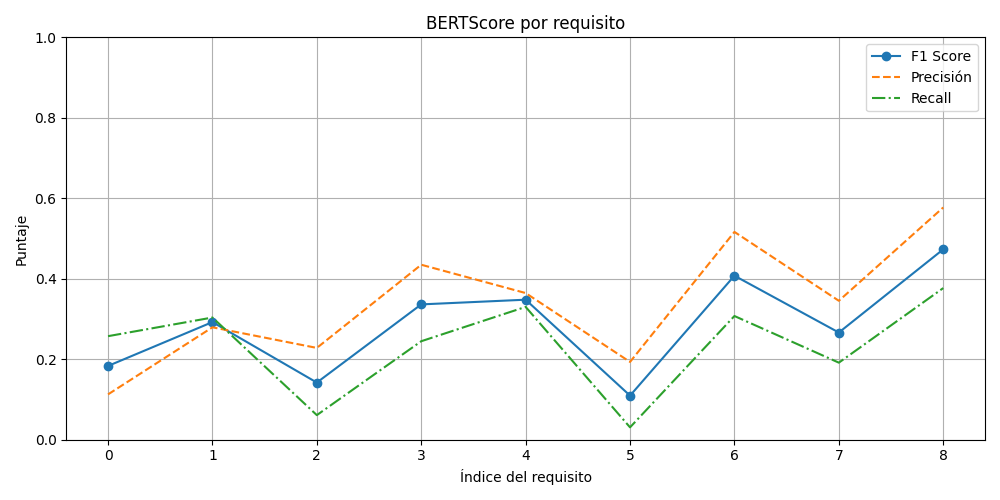 BERTScore por requisito
F1 Score
Precisión
Recall
Puntaje
1.0
0.8
0.6
0.4
0.2
0.0
0 1 2 3 4 5 6 7 8
Índice del requisito